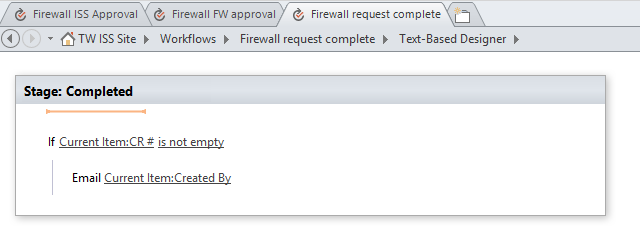 Firewall ISS Approval Firewall FW approval Firewall request complete
TW ISS Site Workflows Firewall request complete Text-Based Designer
Stage: Completed
If Current Item:CR # is not empty
Email Current Item:Created By